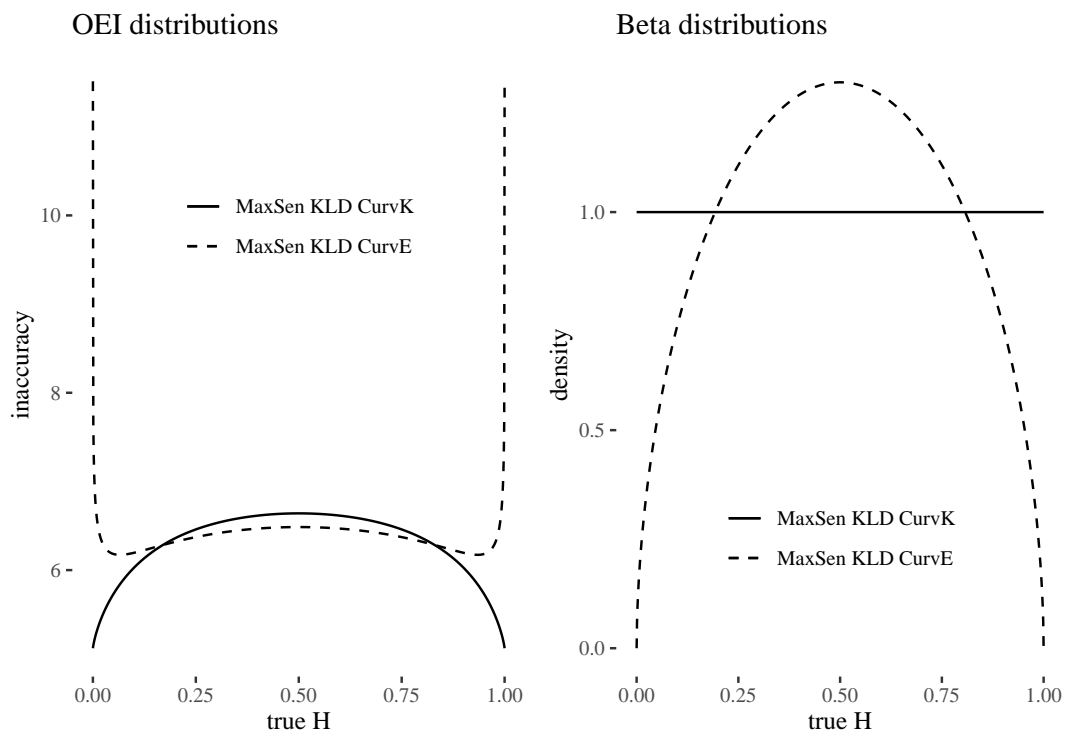 OEI distributions
10
8
6
inaccuracy
MaxSen KLD CurvK
MaxSen KLD CurvE
0.00 0.25 0.50 0.75 1.00
true H
Beta distributions
1.0
0.5
0.0
density
MaxSen KLD CurvK
MaxSen KLD CurvE
0.00 0.25 0.50 0.75 1.00
true H